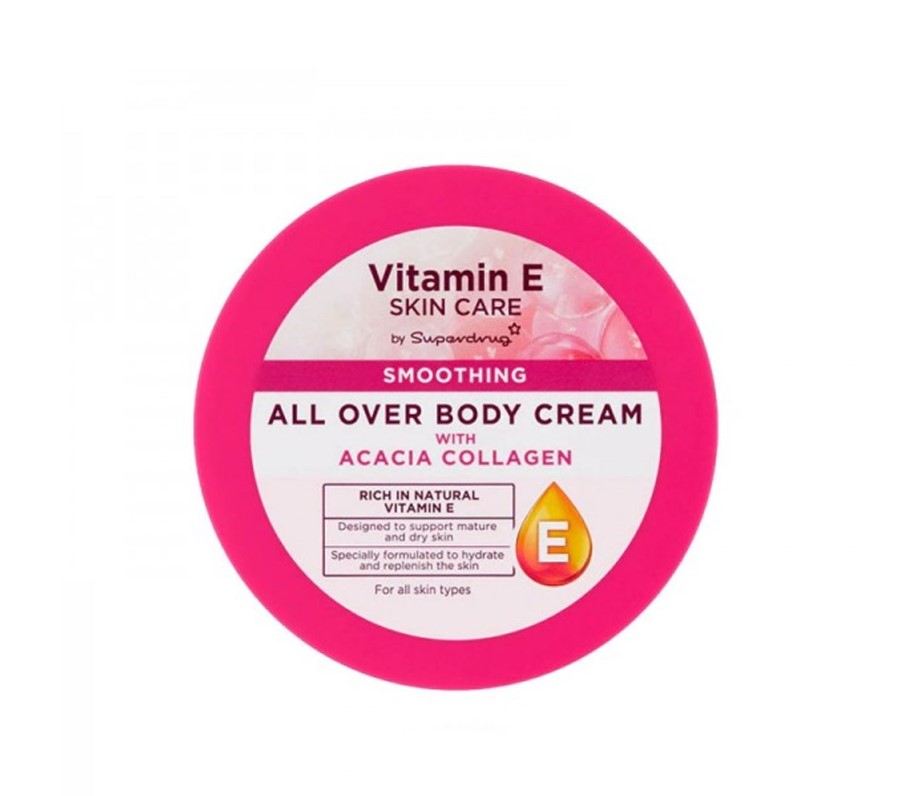 Vitamin E
SKIN CARE
by Superdrug
SMOOTHING
ALL OVER BODY CREAM
WITH
ACACIA COLLAGEN
RICH IN NATURAL
VITAMIN E
Designed to support mature
and dry skin
Specially formulated to hydrate
and replenish the skin
For all skin types
E